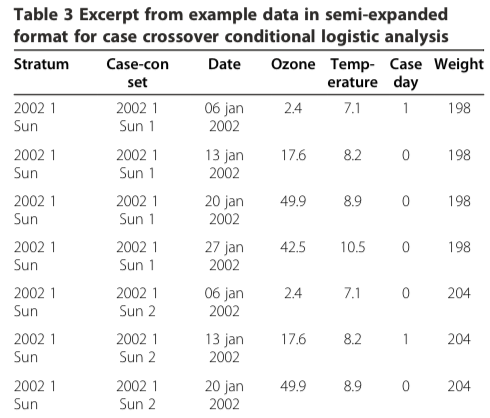 Table 3 Excerpt from example data in semi-expanded
format for case crossover conditional logistic analysis
Stratum Case-con set Date Ozone Temp-erature Case day Weight
2002 1 Sun 2002 1 Sun 1 06 jan 2002 2.4 7.1 1 198
2002 1 Sun 2002 1 Sun 1 13 jan 2002 17.6 8.2 0 198
2002 1 Sun 2002 1 Sun 1 20 jan 2002 49.9 8.9 0 198
2002 1 Sun 2002 1 Sun 1 27 jan 2002 42.5 10.5 0 198
2002 1 Sun 2002 1 Sun 2 06 jan 2002 2.4 7.1 0 204
2002 1 Sun 2002 1 Sun 2 13 jan 2002 17.6 8.2 1 204
2002 1 Sun 2002 1 Sun 2 20 jan 2002 49.9 8.9 0 204